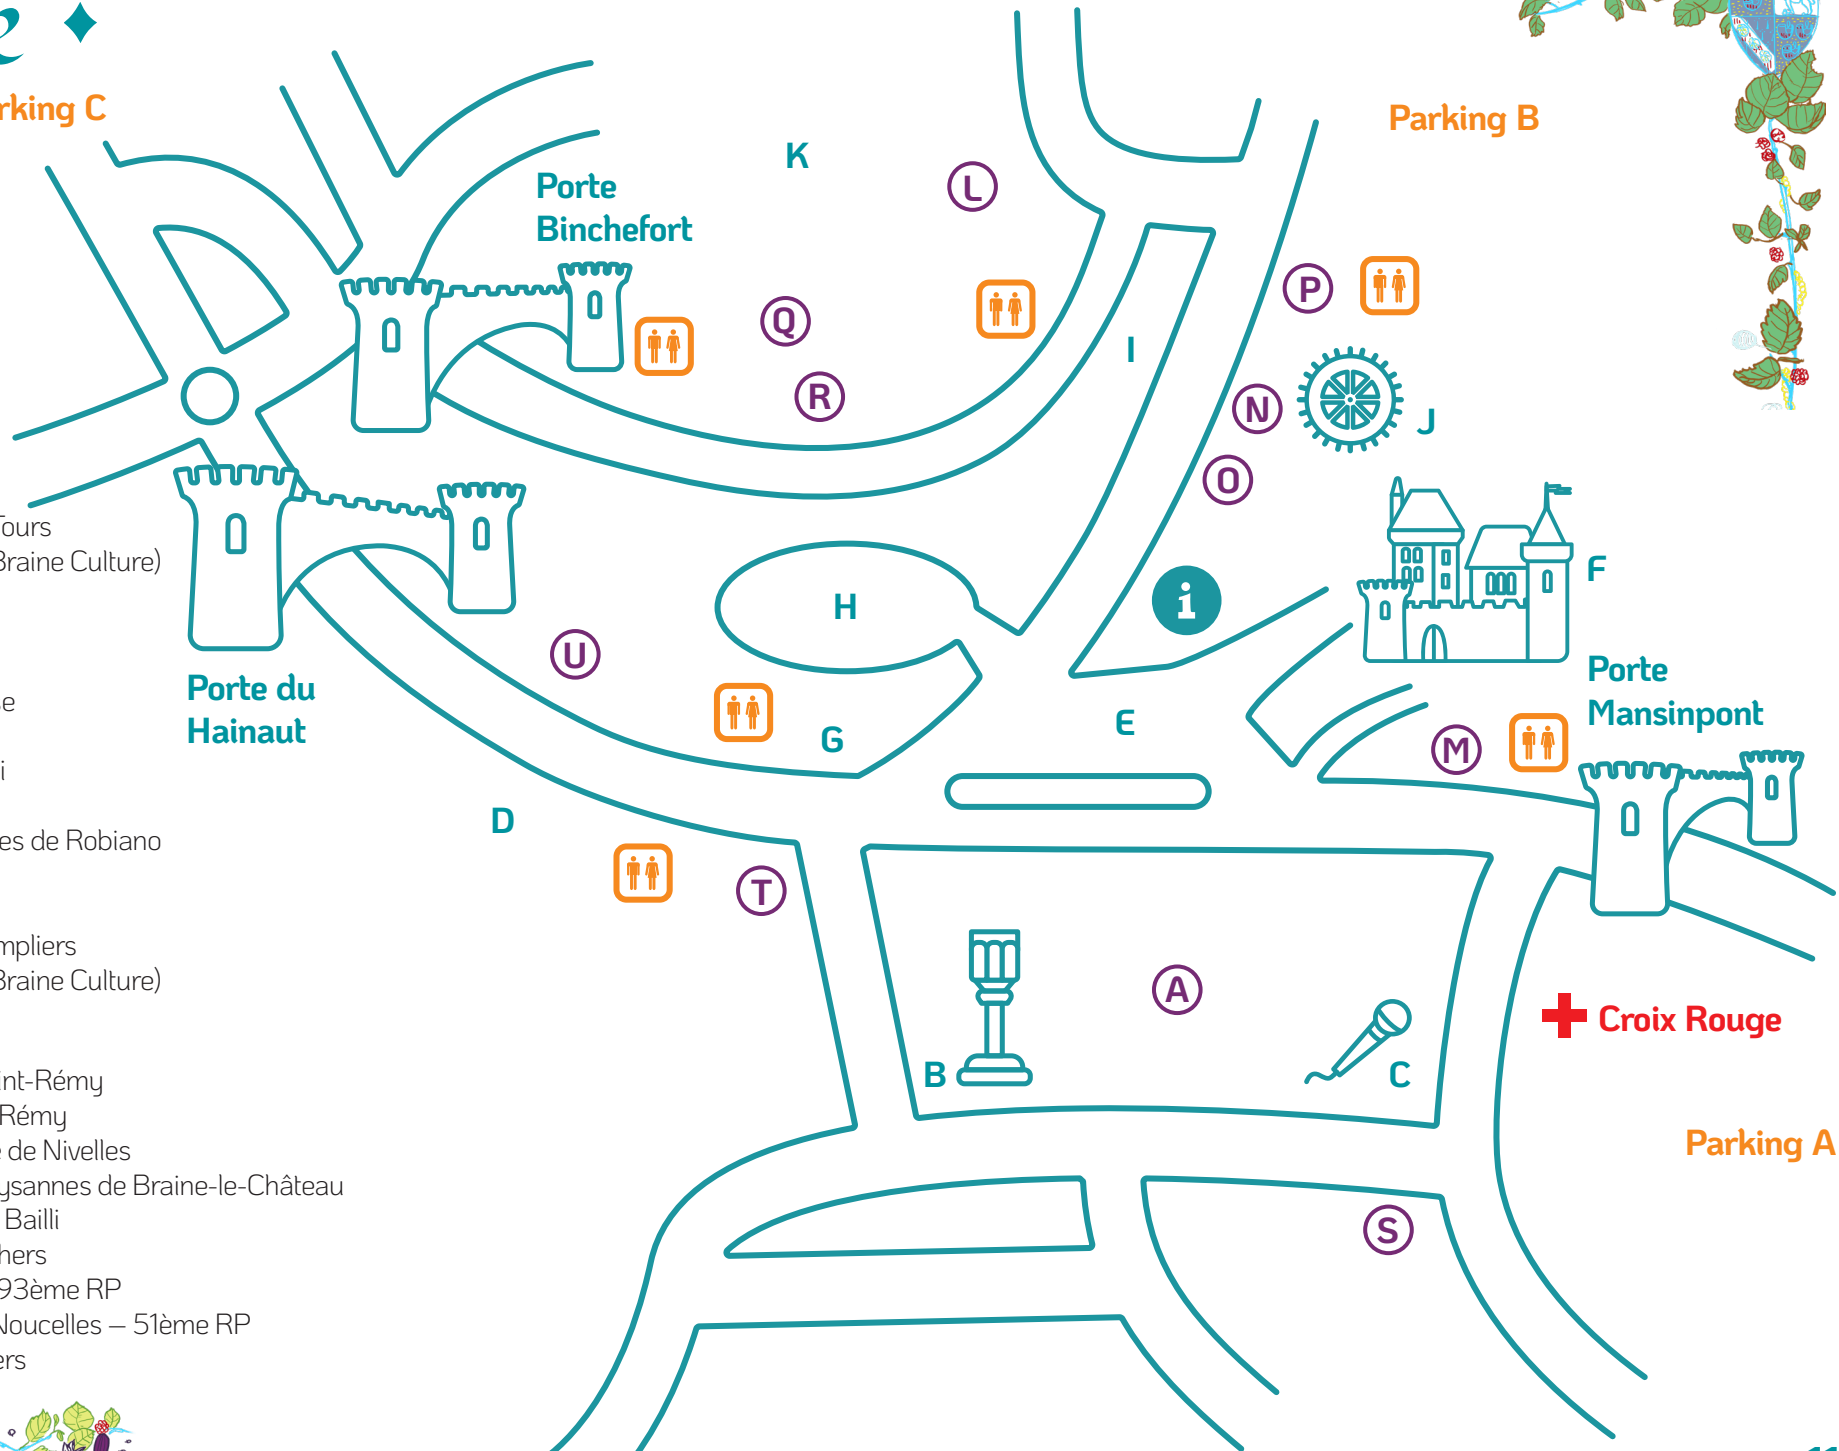 e
rking C
Parking B
K
L
Porte
Binchefort
P
Q
I
R
N
J
O
Tours
Braine Culture)
F
i
H
U
Porte du
Hainaut
Porte
Mansinpont
se
G
E
M
i
D
es de Robiano
T
mpliers
Braine Culture)
A
Croix Rouge
B
C
int-Rémy
Rémy
e de Nivelles
Parking A
ysannes de Braine-le-Château
Bailli
S
hers
93ème RP
Noucelles – 51ème RP
ers